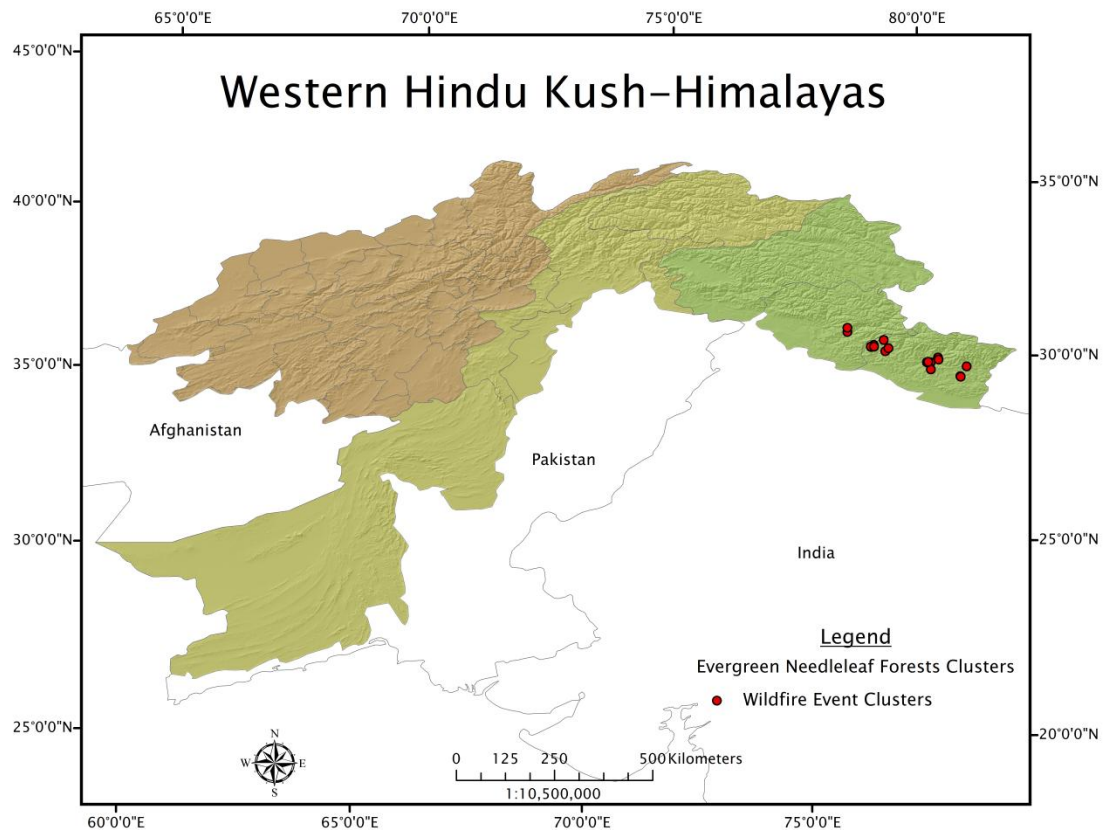 65°0'0"E 70°0'0"E 75°0'0"E 80°0'0"E
45°0'0"N
Western Hindu Kush-Himalayas
40°0'0"N 35°0'0"N
35°0'0"N 30°0'0"N
Afghanistan
Pakistan
30°0'0"N 25°0'0"N
India
Legend
Evergreen Needleleaf Forests Clusters
Wildfire Event Clusters
25°0'0"N 20°0'0"N
N
W E
S
0 125 250 500 Kilometers
1:10,500,000
60°0'0"E 65°0'0"E 70°0'0"E 75°0'0"E